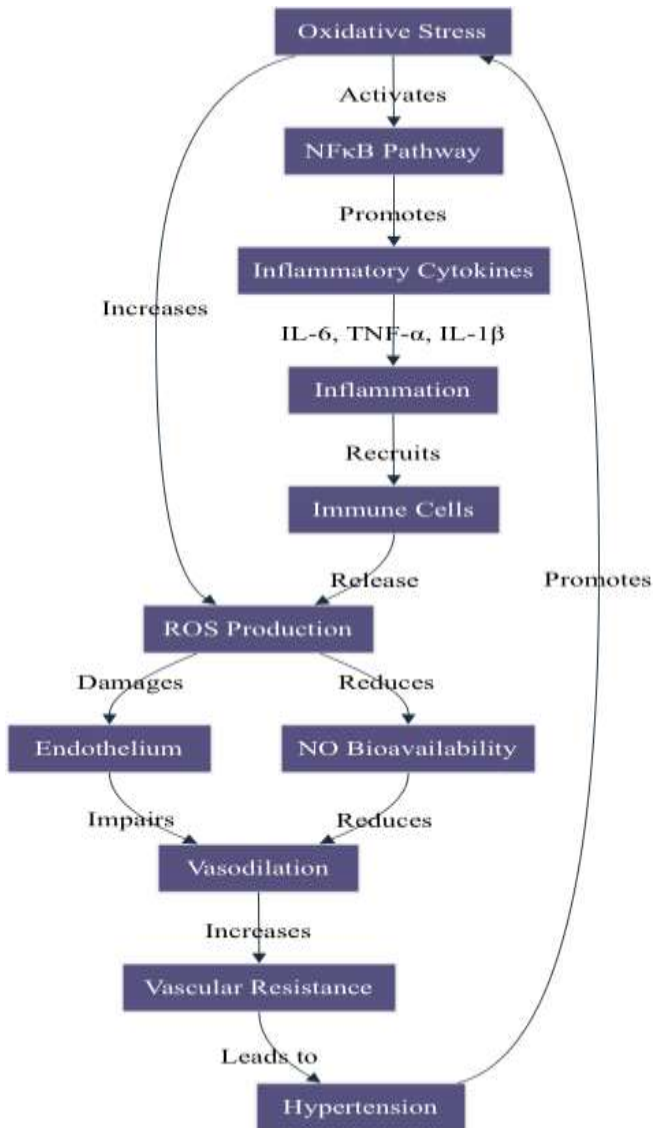 Oxidative Stress
Activates
NFκB Pathway
Promotes
Inflammatory Cytokines
Increases
IL-6, TNF-α, IL-1β
Inflammation
Recruits
Immune Cells
Release
Promotes
ROS Production
Damages
Reduces
Endothelium
NO Bioavailability
Impairs
Reduces
Vasodilation
Increases
Vascular Resistance
Leads to
Hypertension